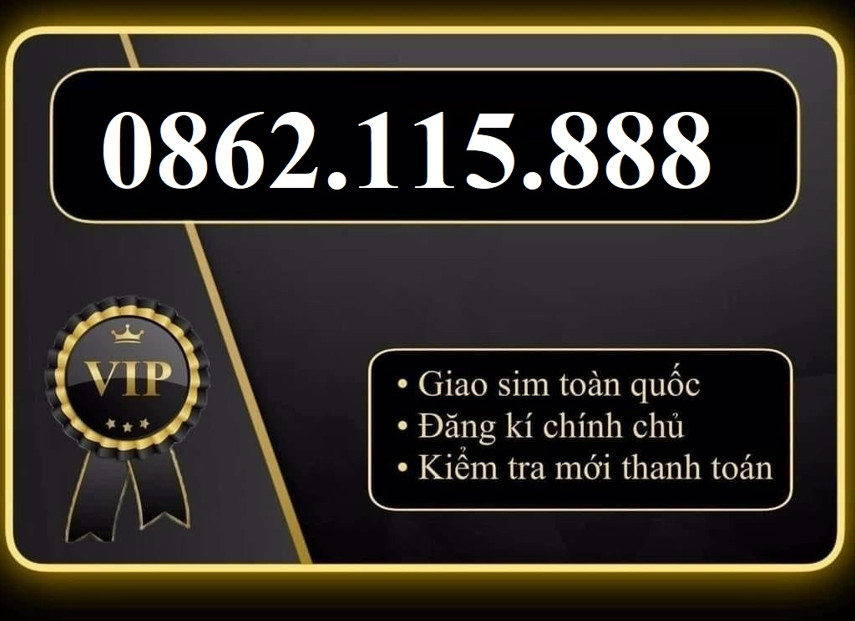 0862.115.888
VIP
• Giao sim toàn quốc
• Đăng kí chính chủ
• Kiểm tra mới thanh toán